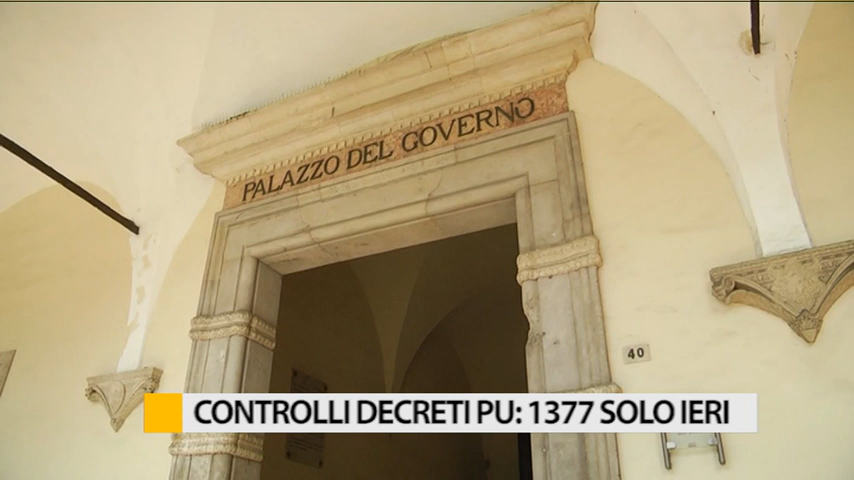 PALAZZO DEL GOVERNO
40
CONTROLLI DECRETI PU: 1377 SOLO IERI